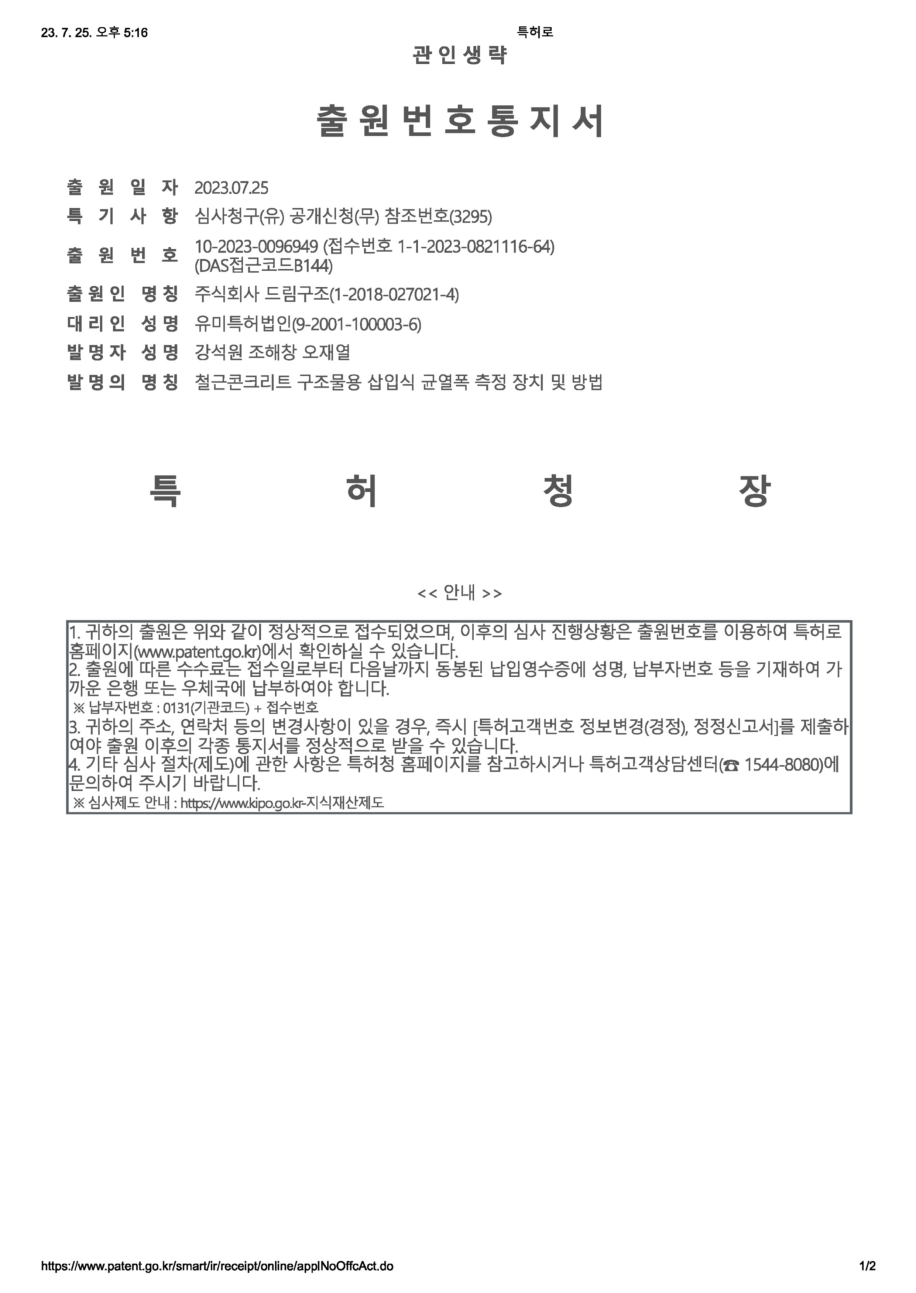 23. 7. 25. 오후 5:16 특허로
관 인 생 략
출 원 번 호 통 지 서
출 원 일 자 2023.07.25
특 기 사 항 심사청구(유) 공개신청(무) 참조번호(3295)
출 원 번 호 10-2023-0096949 (접수번호 1-1-2023-0821116-64)
(DAS접근코드B144)
출 원 인 명 칭 주식회사 드림구조(1-2018-027021-4)
대 리 인 성 명 유미특허법인(9-2001-100003-6)
발 명 자 성 명 강석원 조해창 오재열
발 명 의 명 칭 철근콘크리트 구조물용 삽입식 균열폭 측정 장치 및 방법
특 허 청 장
<< 안내 >>
1. 귀하의 출원은 위와 같이 정상적으로 접수되었으며, 이후의 심사 진행상황은 출원번호를 이용하여 특허로
홈페이지(www.patent.go.kr)에서 확인하실 수 있습니다.
2. 출원에 따른 수수료는 접수일로부터 다음날까지 동봉된 납입영수증에 성명, 납부자번호 등을 기재하여 가
까운 은행 또는 우체국에 납부하여야 합니다.
※ 납부자번호 : 0131(기관코드) + 접수번호
3. 귀하의 주소, 연락처 등의 변경사항이 있을 경우, 즉시 [특허고객번호 정보변경(경정), 정정신고서]를 제출하
여야 출원 이후의 각종 통지서를 정상적으로 받을 수 있습니다.
4. 기타 심사 절차(제도)에 관한 사항은 특허청 홈페이지를 참고하시거나 특허고객상담센터(☎ 1544-8080)에
문의하여 주시기 바랍니다.
※ 심사제도 안내 : https://www.kipo.go.kr-지식재산제도
https://www.patent.go.kr/smart/ir/receipt/online/applNoOffcAct.do 1/2